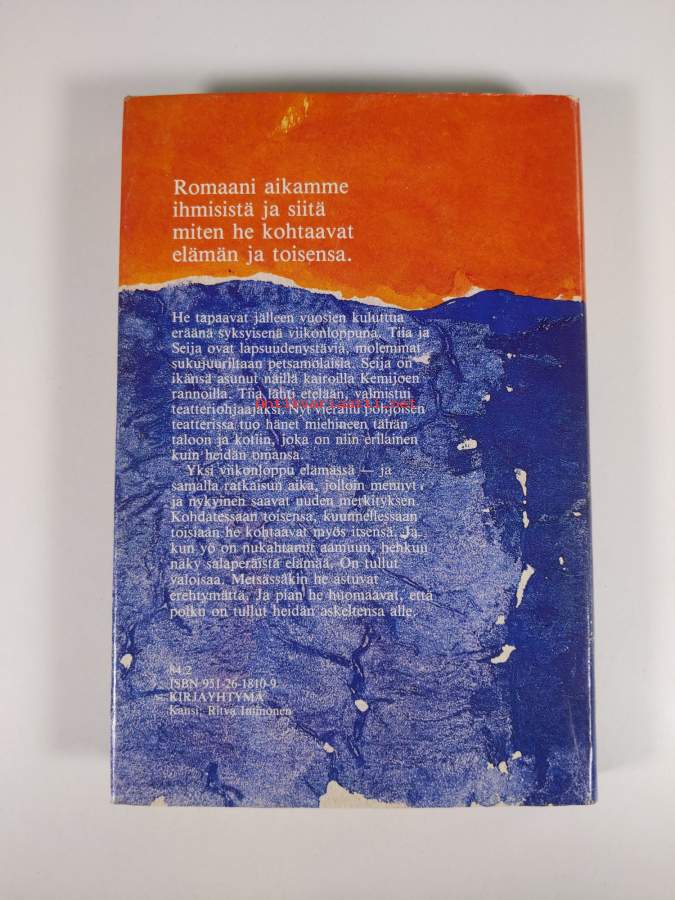 Romaani aikamme
ihmisistä ja siitä
miten he kohtaavat
elämän ja toisensa.
He tapaavat jälleen vuosien kuluttua
eräänä syksyisenä viikonloppuna. Tiia ja
Seija ovat lapsuudenystäviä, molemmat
sukujuuriltaan petsamolaisia. Seija on
ikänsä asunut näillä kairoilla Kemijoen
rannoilla. Tiia lähti etelään, valmistui
teatteriohjaajaksi. Nyt vierailu pohjoisen
teatterissa tuo hänet miehineen tähän
taloon ja kotiin, joka on niin erilainen
kuin heidän omansa.
Yksi viikonloppu elämässä — ja
samalla ratkaisun aika, jolloin mennyt
ja nykyinen saavat uuden merkityksen.
Kohdatessaan toisensa, kuunnellessaan
toisiaan he kohtaavat myös itsensä. Ja
kun yö on nukahtanut aamuun, hehkuu
näky salaperäistä elämää. On tullut
valoisaa. Metsässäkin he astuvat
erehtymättä. Ja pian he huomaavat, että
polku on tullut heidän askeltensa alle.
84.2
ISBN 951-26-1810-9
KIRJAYHTYMÄ
Kansi: Ritva